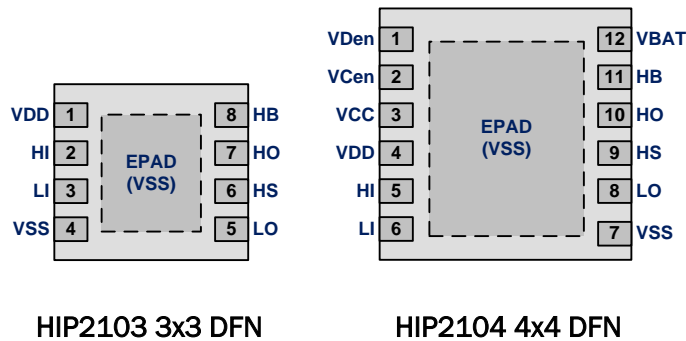 VDD 1
HI 2
LI 3
VSS 4
8 HB
7 HO
6 HS
5 LO
EPAD
(VSS)
HIP2103 3x3 DFN
VDen 1
VCen 2
VCC 3
VDD 4
HI 5
LI 6
12 VBAT
11 HB
10 HO
9 HS
8 LO
7 VSS
EPAD
(VSS)
HIP2104 4x4 DFN